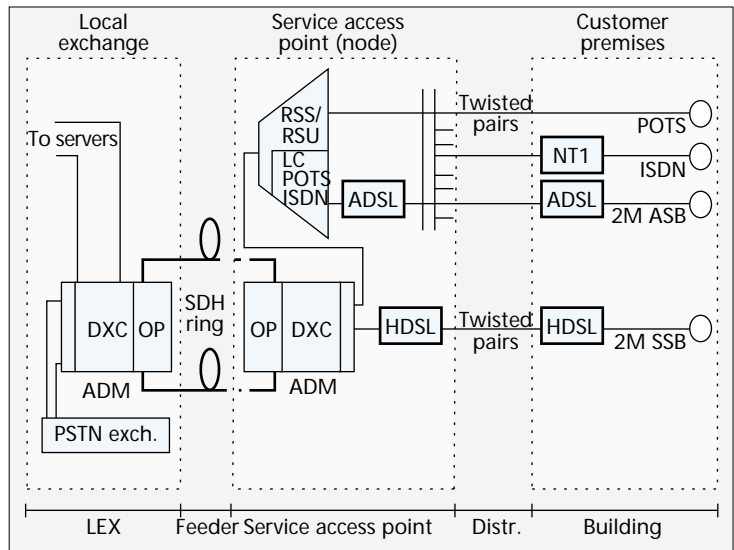 Local
exchange
Service access
point (node)
Customer
premises
To servers
RSS/
RSU
LC
POTS
ISDN
ADSL
Twisted
pairs
POTS
NT1
ISDN
ADSL
2M ASB
DXC
OP
ADM
SDH
ring
OP
DXC
ADM
HDSL
Twisted
pairs
HDSL
2M SSB
PSTN exch.
LEX
Feeder
Service access point
Distr.
Building